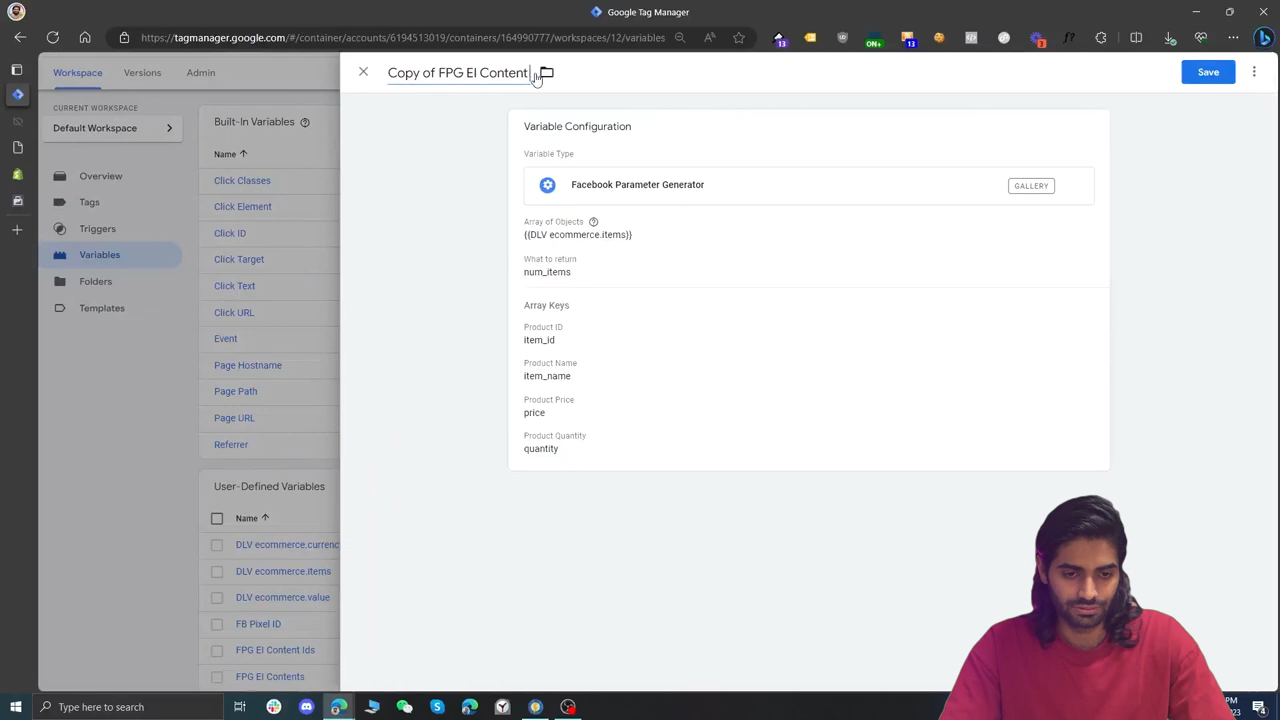 Google Tag Manager
https://tagmanager.google.com/#/container/accounts/6194513019/containers/164990777/workspaces/12/variables
13
ON+
13
1
Workspace
Versions
Admin
Copy of FPG EI Content
Save
CURRENT WORKSPACE
Default Workspace
Overview
Tags
Triggers
Variables
Folders
Templates
Built-In Variables
Name
Click Classes
Click Element
Click ID
Click Target
Click Text
Click URL
Event
Page Hostname
Page Path
Page URL
Referrer
User-Defined Variables
Name
DLV ecommerce.currenc
DLV ecommerce.items
DLV ecommerce.value
FB Pixel ID
FPG EI Content Ids
FPG EI Contents
Variable Configuration
Variable Type
Facebook Parameter Generator
GALLERY
Array of Objects
{{DLV ecommerce.items}}
What to return
num_items
Array Keys
Product ID
item_id
Product Name
item_name
Product Price
price
Product Quantity
quantity
Type here to search
PM
23